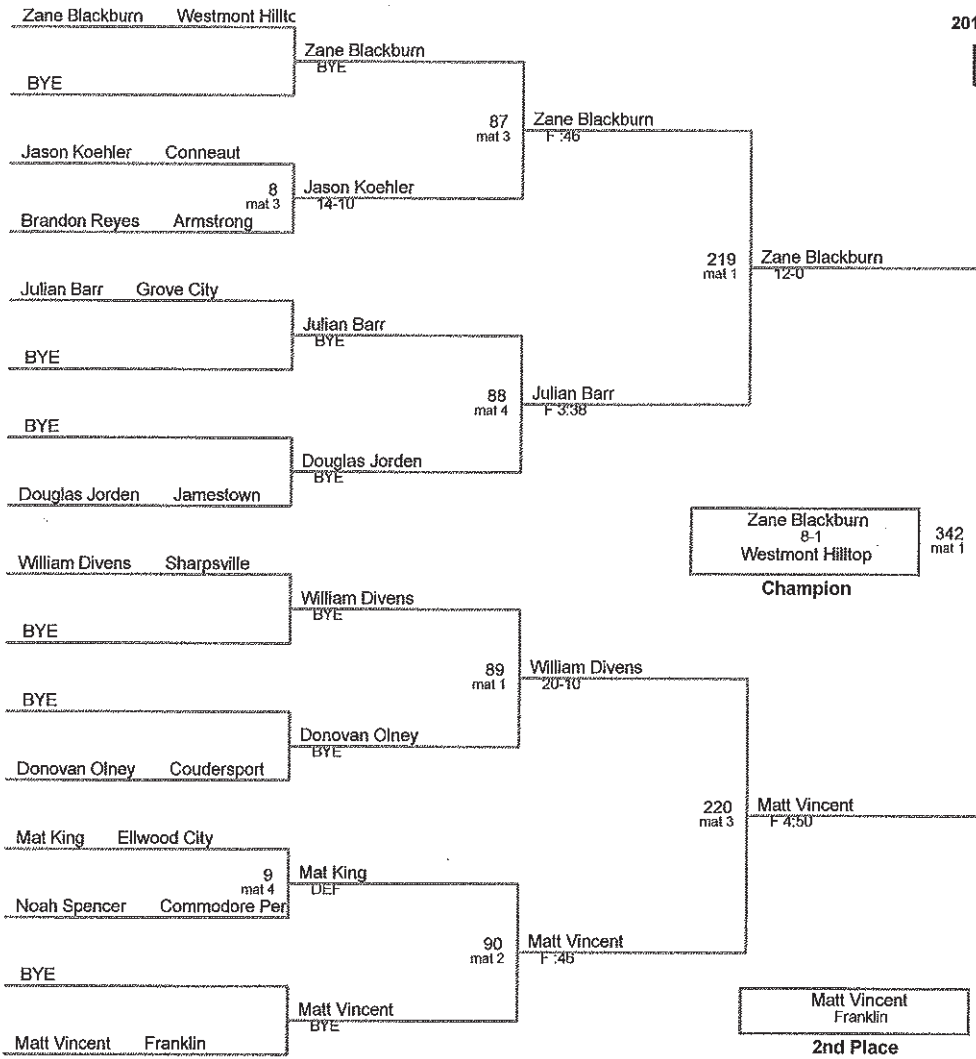 Zane Blackburn Westmont Hilltc
201
Zane Blackburn
BYE
BYE
87
mat 3
Zane Blackburn
F :46
Jason Koehler Conneaut
8
mat 3
Jason Koehler
14-10
Brandon Reyes Armstrong
219
mat 1
Zane Blackburn
12-0
Julian Barr Grove City
Julian Barr
BYE
BYE
88
mat 4
Julian Barr
F 3:38
BYE
Douglas Jorden
BYE
Douglas Jorden Jamestown
Zane Blackburn
8-1
Westmont Hilltop
342
mat 1
Champion
William Divens Sharpsville
William Divens
BYE
BYE
89
mat 1
William Divens
20-10
BYE
Donovan Olney
BYE
Donovan Olney Coudersport
220
mat 3
Matt Vincent
F 4:50
Mat King Ellwood City
9
mat 4
Mat King
DEF
Noah Spencer Commodore Per
90
mat 2
Matt Vincent
F :46
BYE
Matt Vincent
BYE
Matt Vincent Franklin
Matt Vincent
Franklin
2nd Place